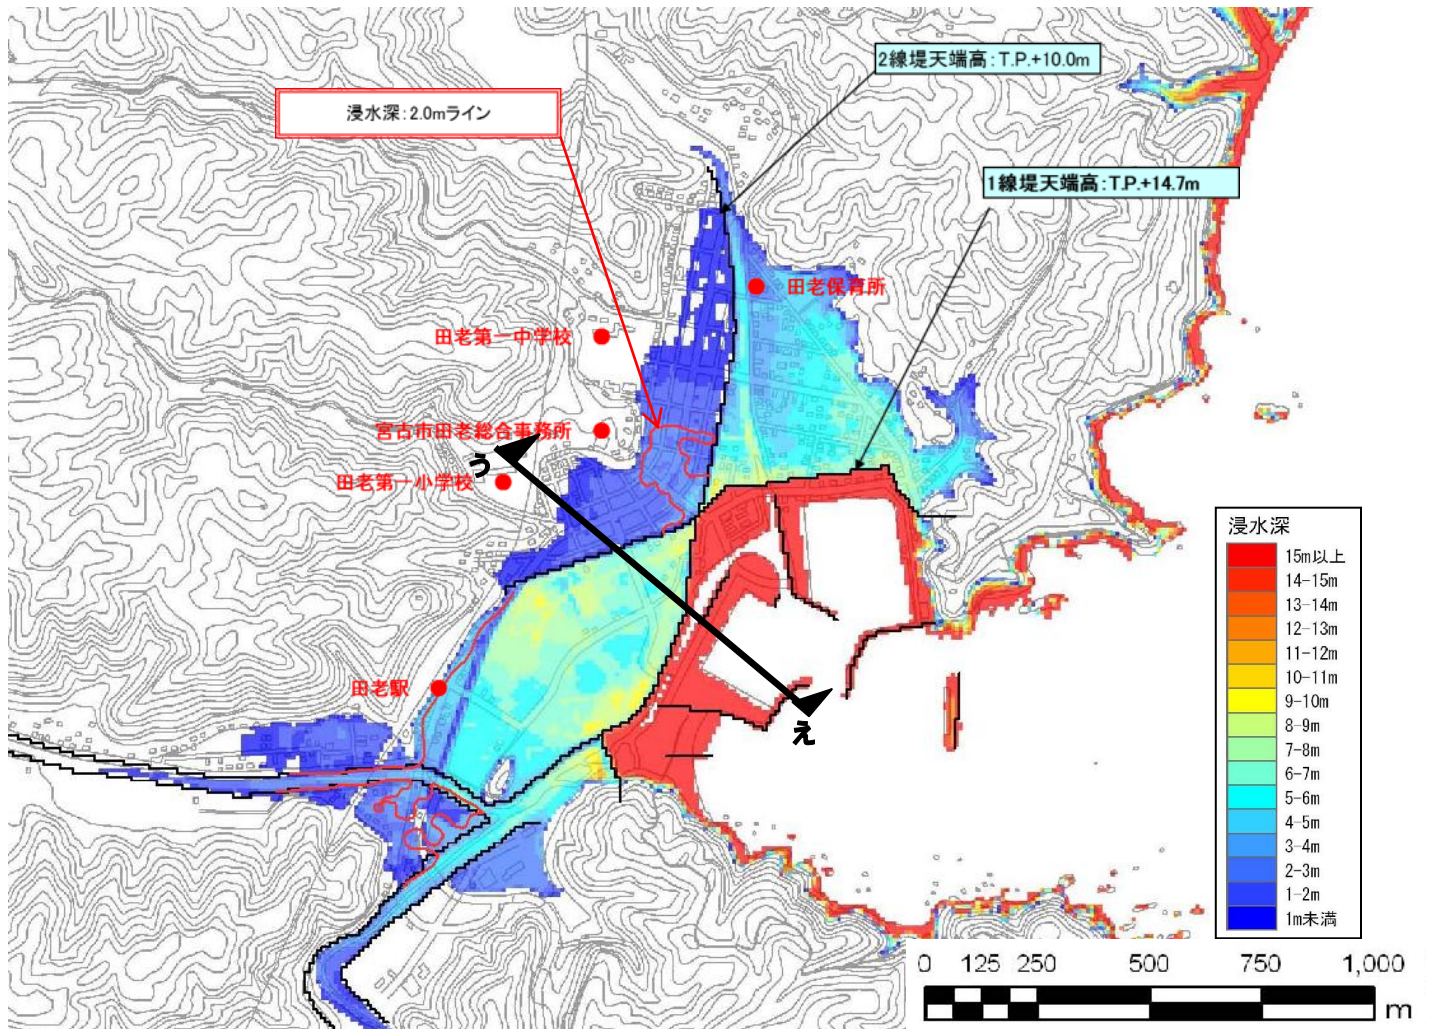 2線堤天端高：T.P.+10.0m
浸水深：2.0mライン
1線堤天端高：T.P.+14.7m
田老保育所
田老第一中学校
宮古市田老総合事務所
う
田老第一小学校
田老駅
え
浸水深
15m以上
14-15m
13-14m
12-13m
11-12m
10-11m
9-10m
8-9m
7-8m
6-7m
5-6m
4-5m
3-4m
2-3m
1-2m
1m未満
0 125 250 500 750 1,000
m